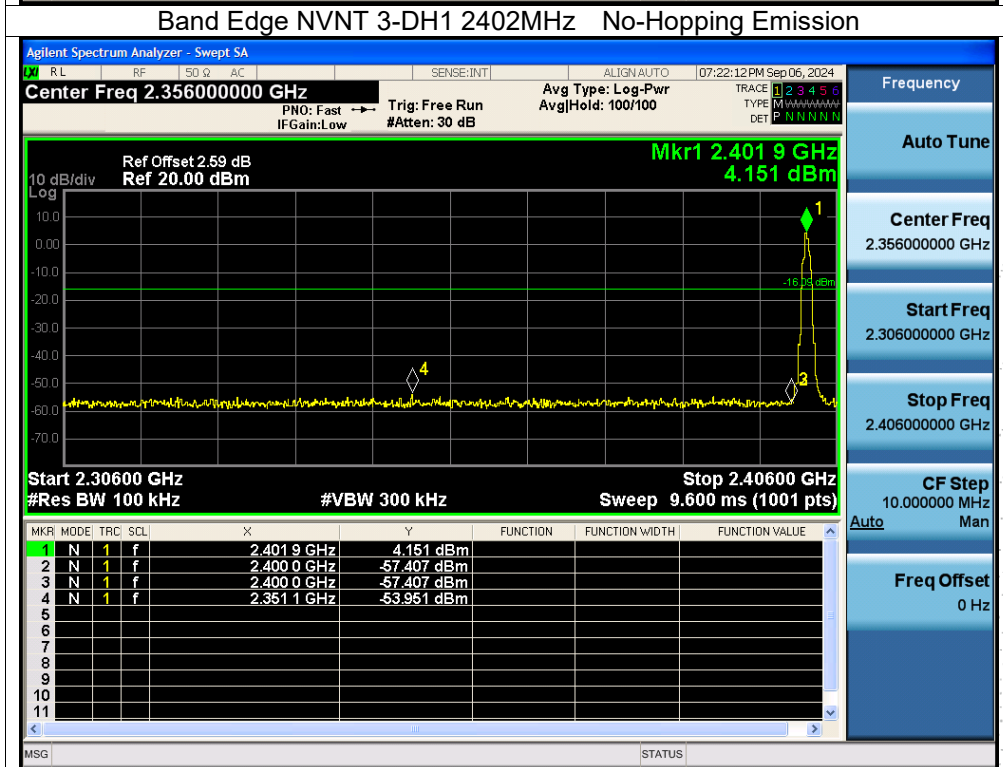 Band Edge NVNT 3-DH1 2402MHz No-Hopping Emission
Agilent Spectrum Analyzer - Swept SA
LXI RL RF 50 Ω AC SENSE:INT ALIGN AUTO 07:22:12 PM Sep 06, 2024
Center Freq 2.356000000 GHz
PNO: Fast
IFGain:Low
Trig: Free Run
#Atten: 30 dB
Avg Type: Log-Pwr
Avg|Hold: 100/100
TRACE 1 2 3 4 5 6
TYPE M WWWWW
DET P N N N N N
Frequency
Auto Tune
Center Freq
2.356000000 GHz
Start Freq
2.306000000 GHz
Stop Freq
2.406000000 GHz
CF Step
10.000000 MHz
Auto Man
Freq Offset
0 Hz
Mkr1 2.401 9 GHz
4.151 dBm
Ref Offset 2.59 dB
10 dB/div Ref 20.00 dBm
Log
10.0
0.00
-10.0
-20.0
-30.0
-40.0
-50.0
-60.0
-70.0
1
-16.09 dBm
4
3
Start 2.30600 GHz Stop 2.40600 GHz
#Res BW 100 kHz #VBW 300 kHz Sweep 9.600 ms (1001 pts)
MKR MODE TRC SCL X Y FUNCTION FUNCTION WIDTH FUNCTION VALUE
1 N 1 f 2.401 9 GHz 4.151 dBm
2 N 1 f 2.400 0 GHz -57.407 dBm
3 N 1 f 2.400 0 GHz -57.407 dBm
4 N 1 f 2.351 1 GHz -53.951 dBm
5
6
7
8
9
10
11
MSG STATUS